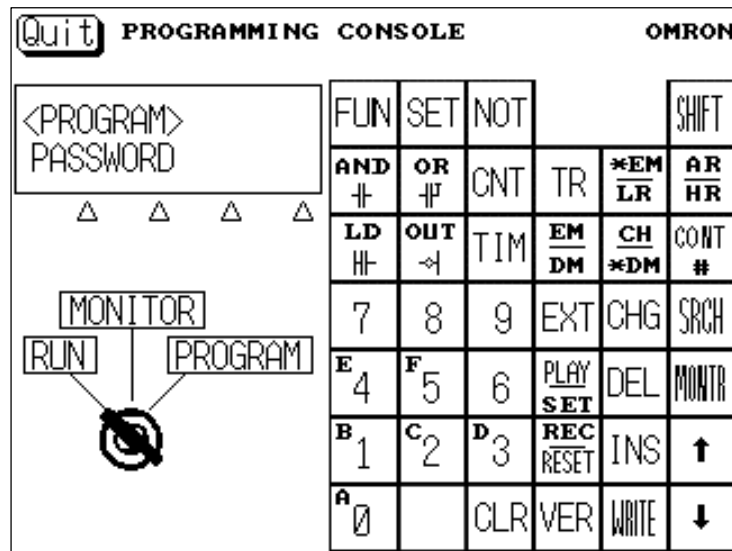 Quit PROGRAMMING CONSOLE OMRON
<PROGRAM>
PASSWORD
MONITOR
RUN PROGRAM
FUN SET NOT SHIFT
AND OR CNT TR *EM LR AR HR
LD OUT TIM EM DM CH *DM CONT #
7 8 9 EXT CHG SRCH
E 4 F 5 6 PLAY SET DEL MONTR
B 1 C 2 D 3 REC RESET INS ↑
A 0 CLR VER WRITE ↓